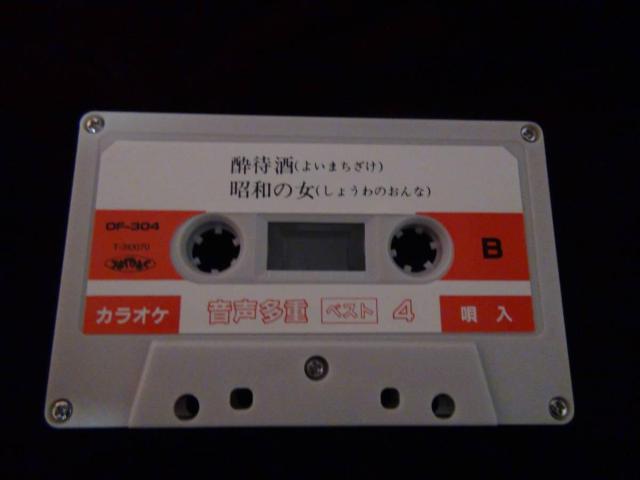 酔待酒(よいまちざけ)
昭和の女(しょうわのおんな)
DF-304
B
カラオケ 音声多重 ベスト 4 唄入